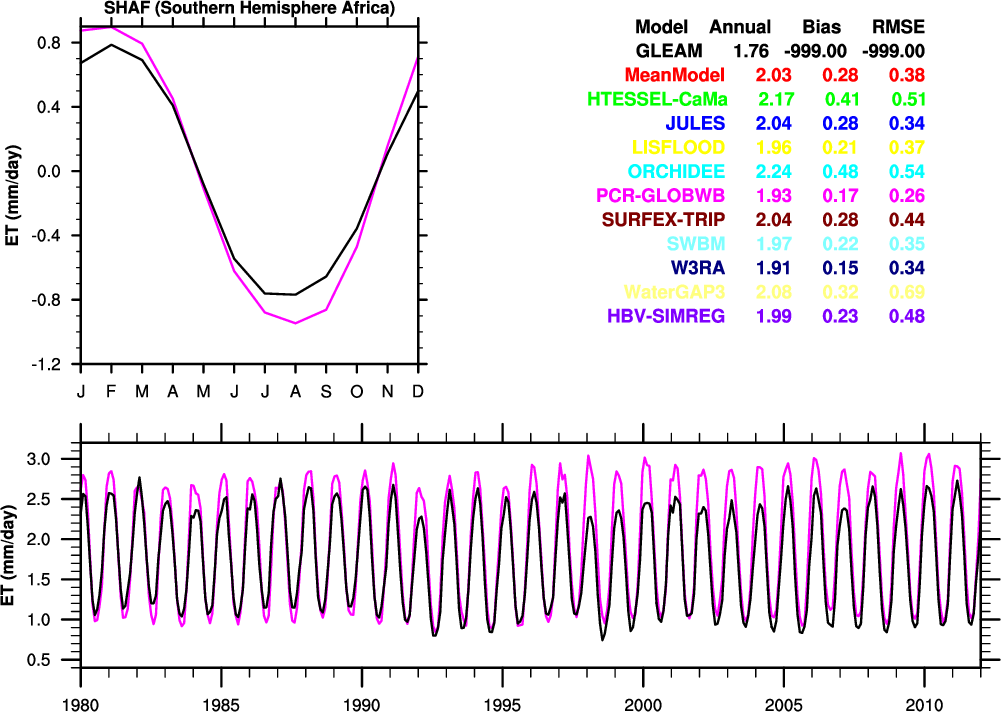 SHAF (Southern Hemisphere Africa)
0.8
0.4
0.0
-0.4
-0.8
-1.2
ET (mm/day)
J F M A M J J A S O N D
Model Annual Bias RMSE
GLEAM 1.76 -999.00 -999.00
MeanModel 2.03 0.28 0.38
HTESSEL-CaMa 2.17 0.41 0.51
JULES 2.04 0.28 0.34
LISFLOOD 1.96 0.21 0.37
ORCHIDEE 2.24 0.48 0.54
PCR-GLOBWB 1.93 0.17 0.26
SURFEX-TRIP 2.04 0.28 0.44
SWBM 1.97 0.22 0.35
W3RA 1.91 0.15 0.34
WaterGAP3 2.08 0.32 0.69
HBV-SIMREG 1.99 0.23 0.48
3.0
2.5
2.0
1.5
1.0
0.5
ET (mm/day)
1980 1985 1990 1995 2000 2005 2010